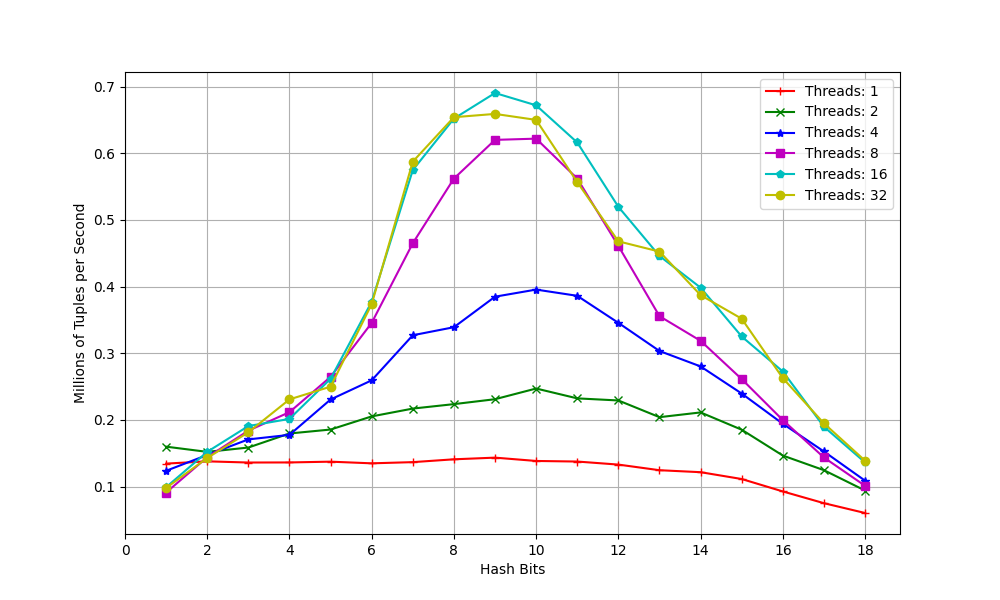 0.7
0.6
0.5
0.4
0.3
0.2
0.1
Millions of Tuples per Second
0 2 4 6 8 10 12 14 16 18
Hash Bits
Threads: 1
Threads: 2
Threads: 4
Threads: 8
Threads: 16
Threads: 32